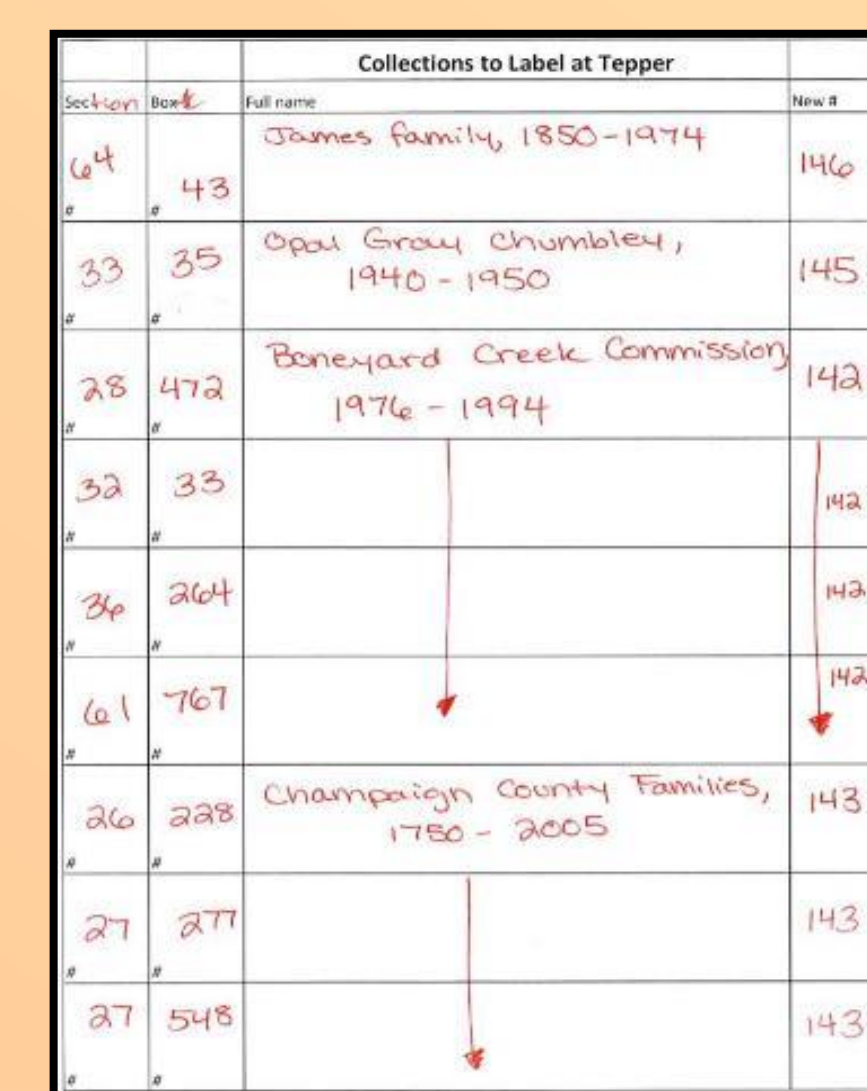 Collections to Label at Tepper
Section Box# Full name New #
64 43 James family, 1850-1974 146
# #
33 35 Opal Gray Chumbley, 145
1940 - 1950
# #
28 472 Boneyard Creek Commission, 142
1976 - 1994
# #
32 33 142
# #
36 264 142
# #
61 767 142
# #
26 228 Champaign County Families, 143
1750 - 2005
# #
27 277 143
# #
27 548 143
# #